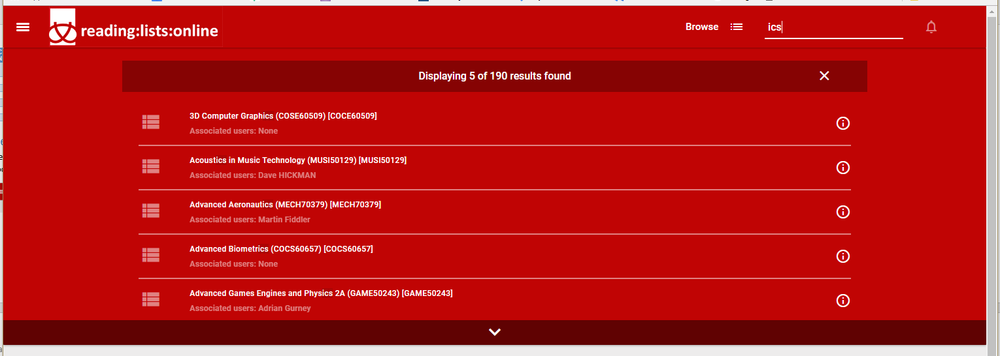 reading:lists:online
Browse
ics
Displaying 5 of 190 results found
3D Computer Graphics (COSE60509) [COCE60509]
Associated users: None
Acoustics in Music Technology (MUSI50129) [MUSI50129]
Associated users: Dave HICKMAN
Advanced Aeronautics (MECH70379) [MECH70379]
Associated users: Martin Fiddler
Advanced Biometrics (COCS60657) [COCS60657]
Associated users: None
Advanced Games Engines and Physics 2A (GAME50243) [GAME50243]
Associated users: Adrian Gurney